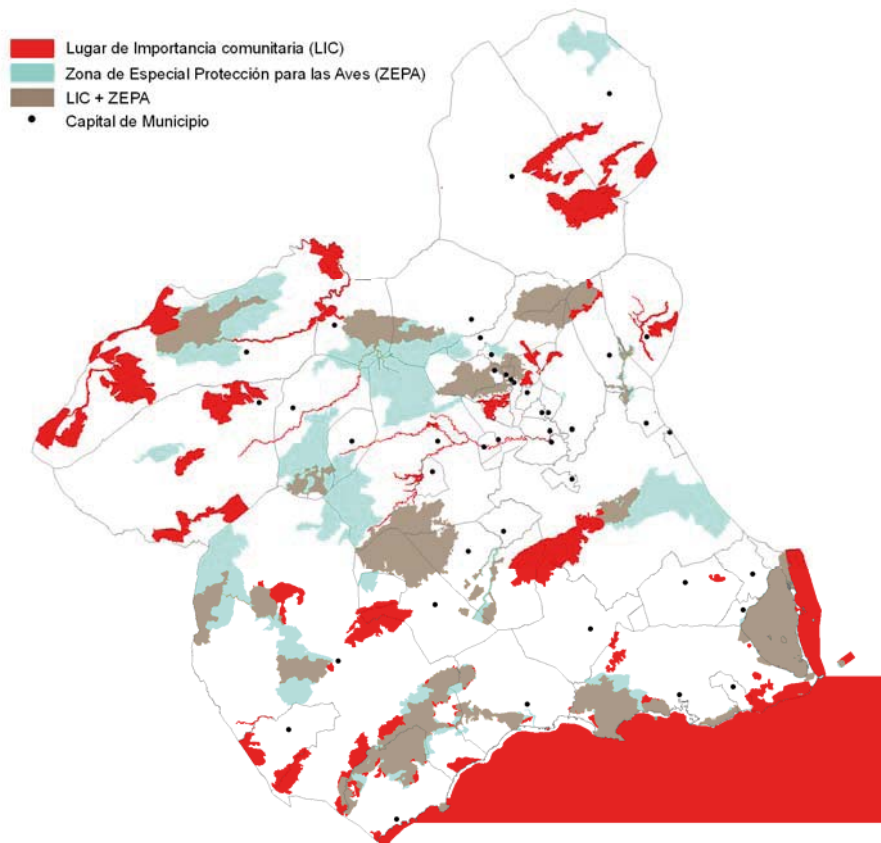 Lugar de Importancia comunitaria (LIC)
Zona de Especial Protección para las Aves (ZEPA)
LIC + ZEPA
Capital de Municipio